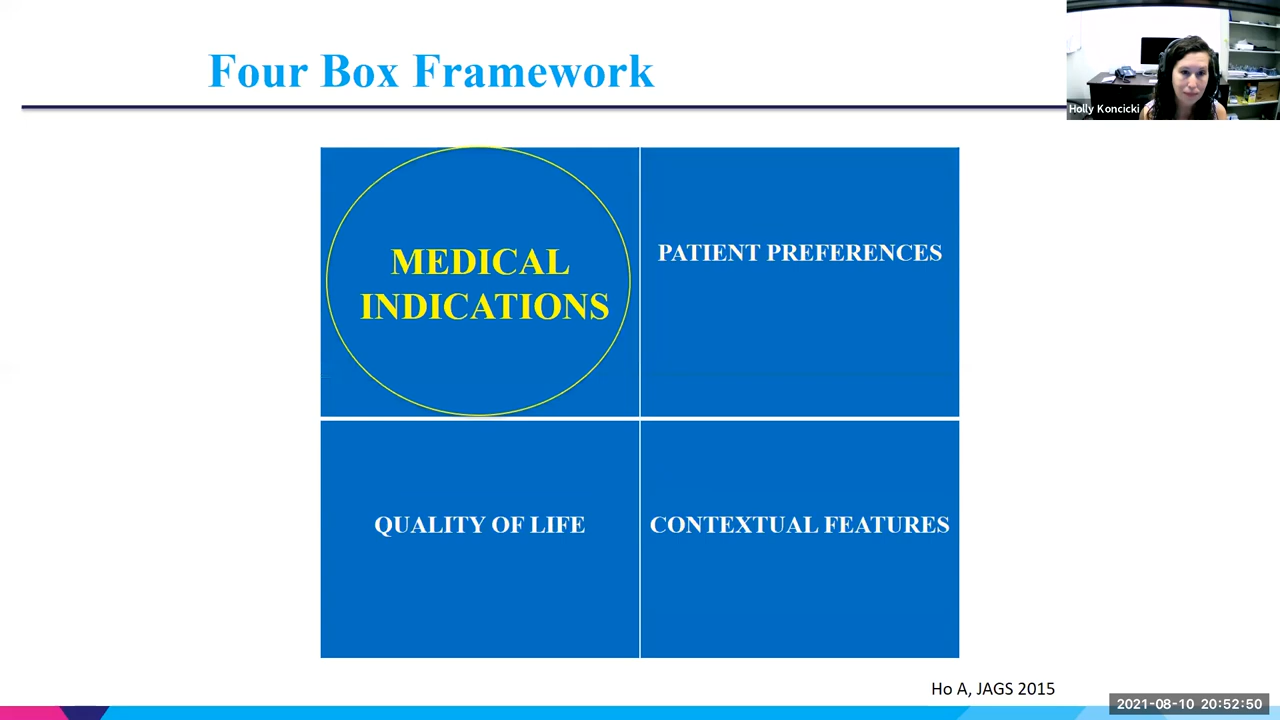 Four Box Framework
Holly Koncicki
MEDICAL
INDICATIONS
PATIENT PREFERENCES
QUALITY OF LIFE
CONTEXTUAL FEATURES
Ho A, JAGS 2015
2021-08-10 20:52:50